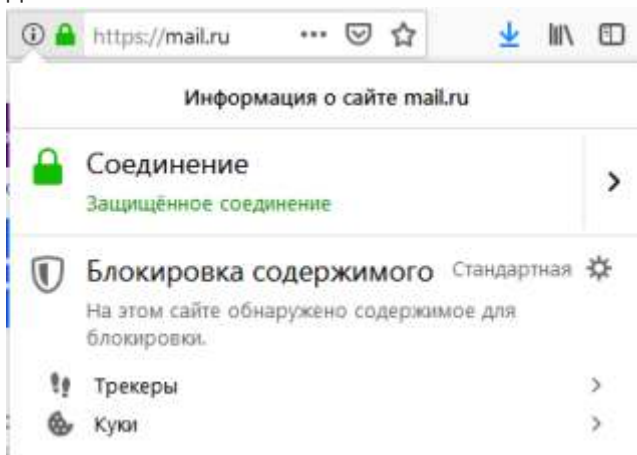 https://mail.ru
Информация о сайте mail.ru
Соединение
Защищённое соединение
Блокировка содержимого Стандартная
На этом сайте обнаружено содержимое для
блокировки.
Трекеры
Куки